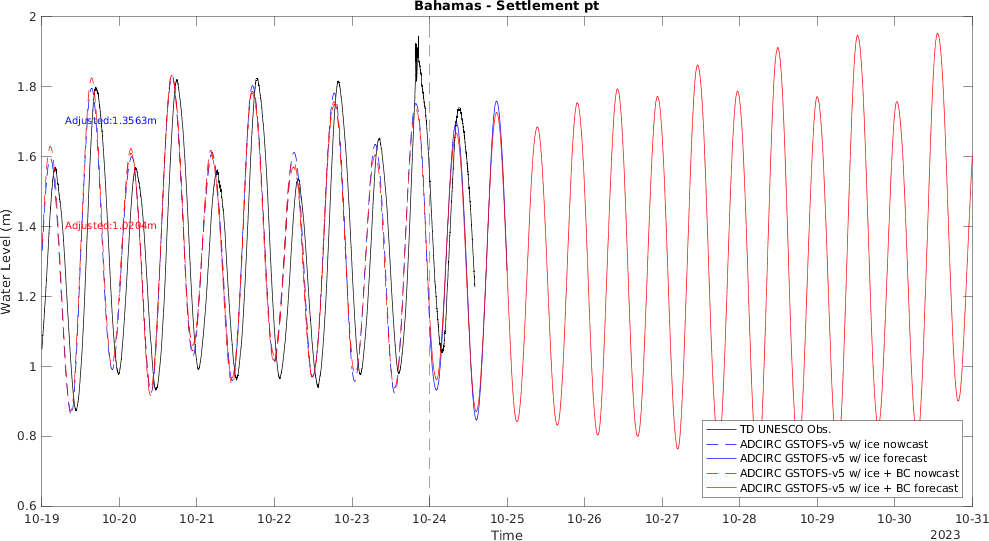 Bahamas - Settlement pt
Water Level (m)
2
1.8
1.6
1.4
1.2
1
0.8
0.6
Adjusted:1.3563m
Adjusted:1.0204m
TD UNESCO Obs.
ADCIRC GSTOFS-v5 w/ ice nowcast
ADCIRC GSTOFS-v5 w/ ice forecast
ADCIRC GSTOFS-v5 w/ ice + BC nowcast
ADCIRC GSTOFS-v5 w/ ice + BC forecast
10-19 10-20 10-21 10-22 10-23 10-24 10-25 10-26 10-27 10-28 10-29 10-30 10-31
Time
2023